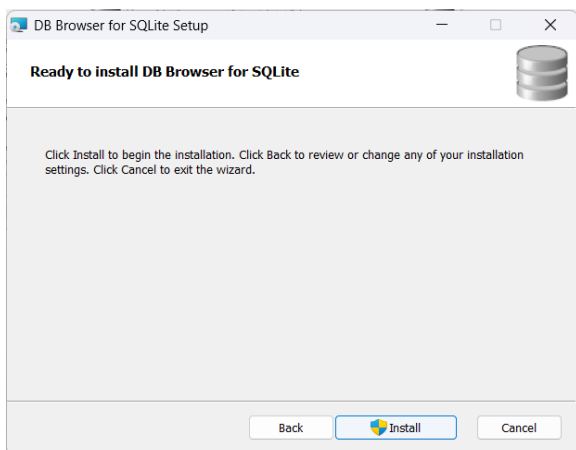 DB Browser for SQLite Setup
Ready to install DB Browser for SQLite
Click Install to begin the installation. Click Back to review or change any of your installation
settings. Click Cancel to exit the wizard.
Back
Install
Cancel